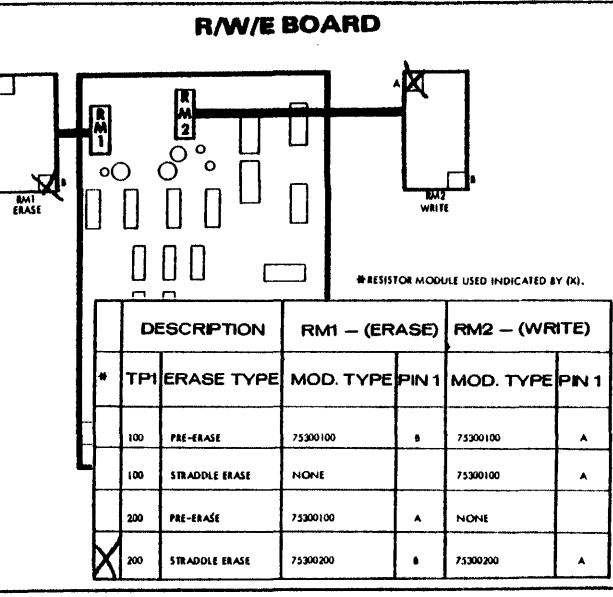 R/W/E BOARD
RM1
RM2
A
B
RM1
ERASE
B
RM2
WRITE
*RESISTOR MODULE USED INDICATED BY (X).
DESCRIPTION RM1 – (ERASE) RM2 – (WRITE)
* TP1 ERASE TYPE MOD. TYPE PIN 1 MOD. TYPE PIN 1
100 PRE-ERASE 75300100 B 75300100 A
100 STRADDLE ERASE NONE 75300100 A
200 PRE-ERASE 75300100 A NONE
X 200 STRADDLE ERASE 75300200 B 75300200 A